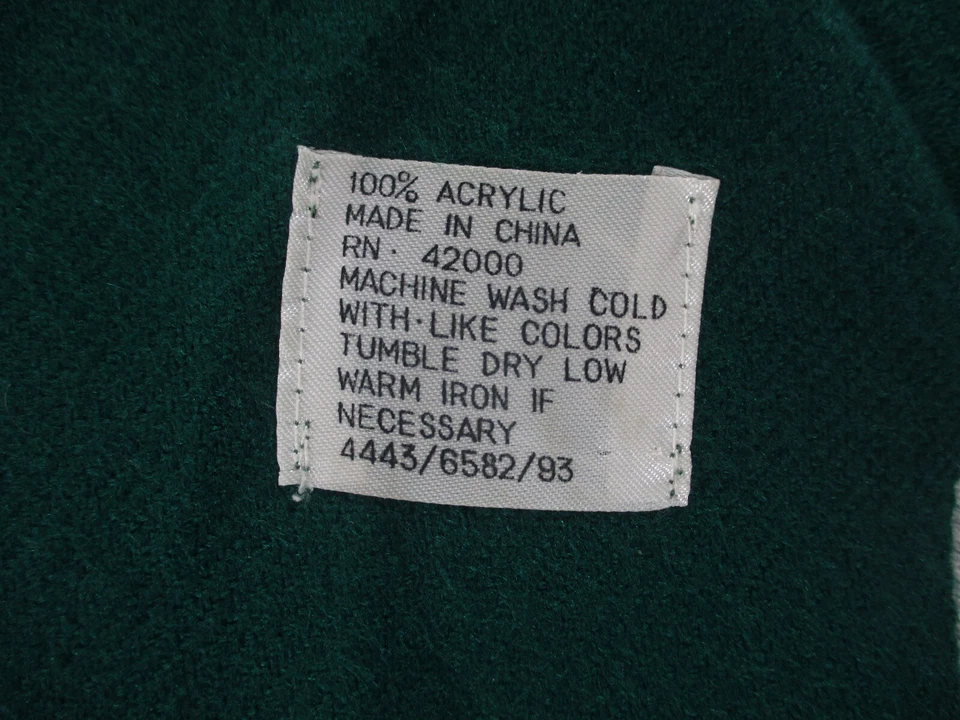 100% ACRYLIC
MADE IN CHINA
RN· 42000
MACHINE WASH COLD
WITH·LIKE COLORS
TUMBLE DRY LOW
WARM IRON IF
NECESSARY
4443/6582/93